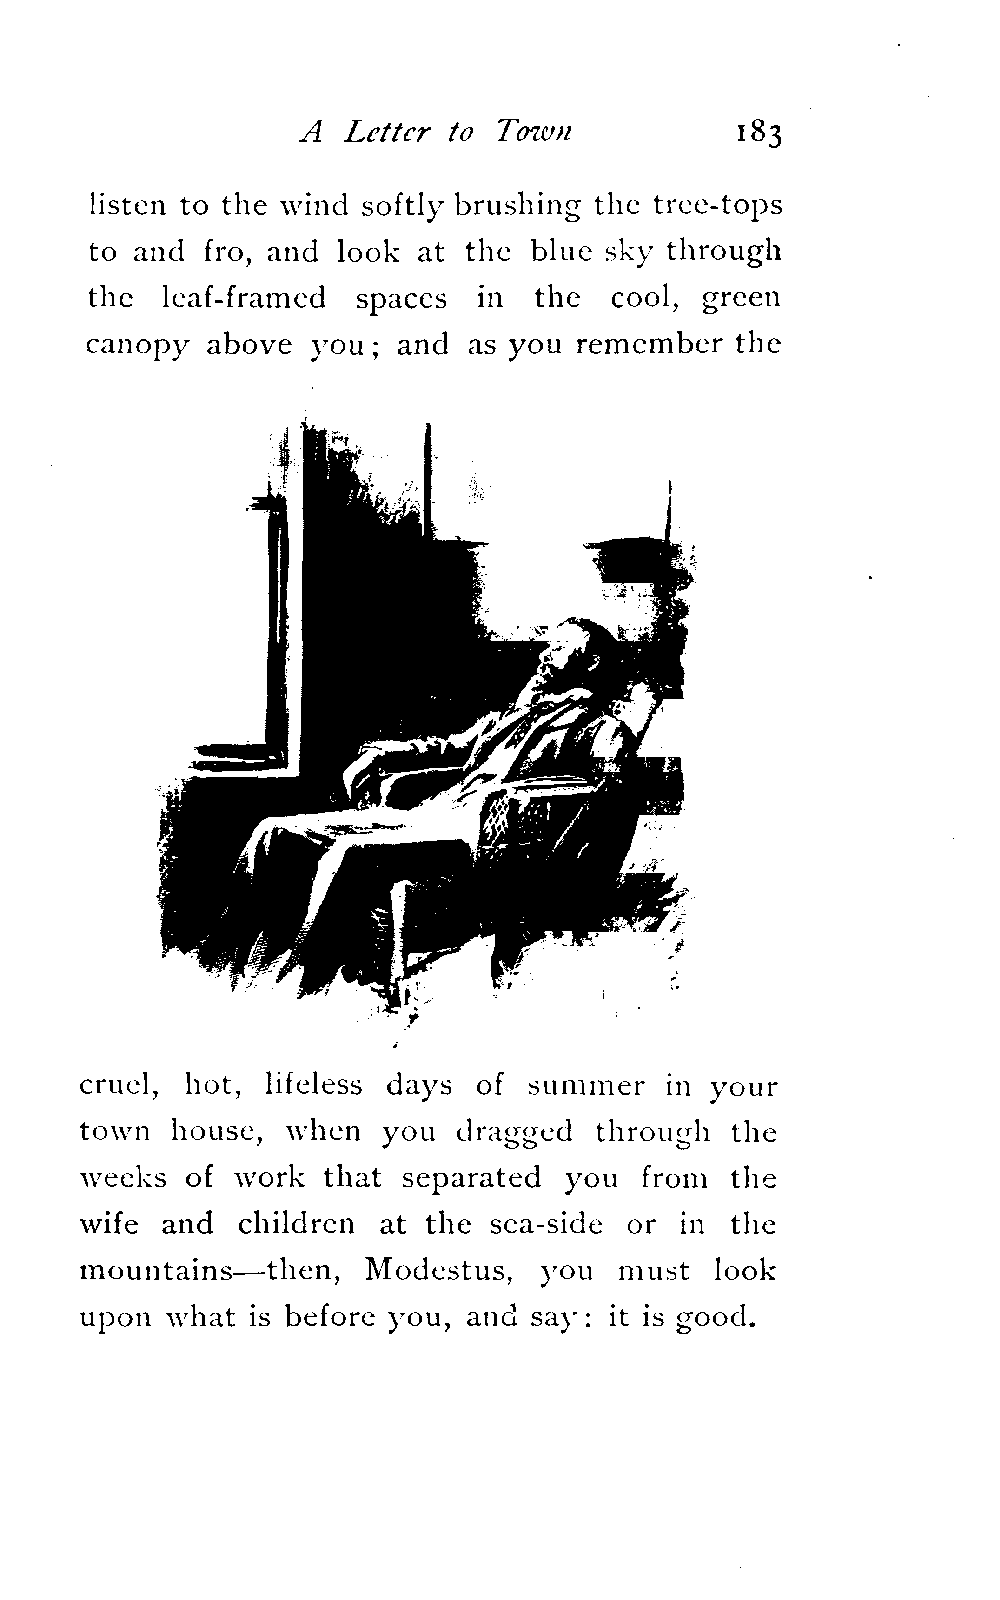 A Letter to Town 183
listen to the wind softly brushing the tree-tops
to and fro, and look at the blue sky through
the leaf-framed spaces in the cool, green
canopy above you; and as you remember the
cruel, hot, lifeless days of summer in your
town house, when you dragged through the
weeks of work that separated you from the
wife and children at the sea-side or in the
mountains—then, Modestus, you must look
upon what is before you, and say: it is good.